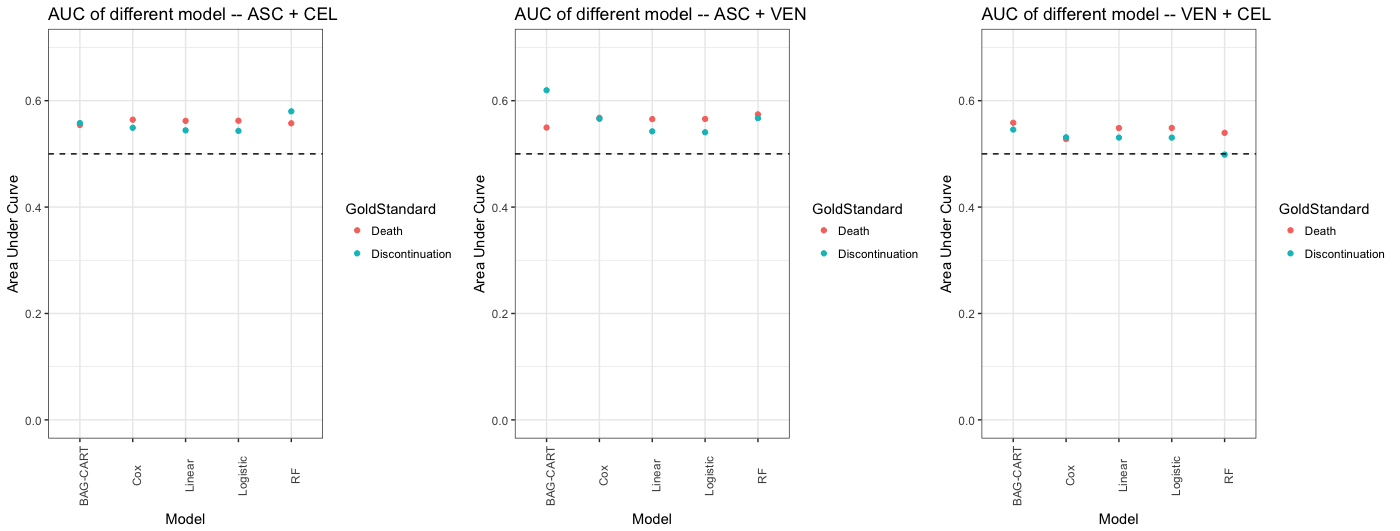 AUC of different model -- ASC + CEL
Area Under Curve
0.6
0.4
0.2
0.0
BAG-CART
Cox
Linear
Logistic
RF
Model
GoldStandard
Death
Discontinuation
AUC of different model -- ASC + VEN
Area Under Curve
0.6
0.4
0.2
0.0
BAG-CART
Cox
Linear
Logistic
RF
Model
GoldStandard
Death
Discontinuation
AUC of different model -- VEN + CEL
Area Under Curve
0.6
0.4
0.2
0.0
BAG-CART
Cox
Linear
Logistic
RF
Model
GoldStandard
Death
Discontinuation